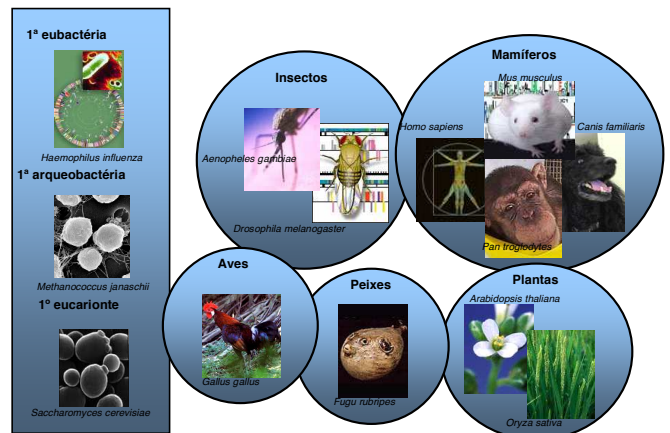 1ª eubactéria
Haemophilus influenza
1ª arqueobactéria
Methanococcus janaschii
1º eucarionte
Saccharomyces cerevisiae
Insectos
Aenopheles gambiae
Drosophila melanogaster
Mamíferos
Mus musculus
Homo sapiens
Canis familiaris
Pan troglodytes
Aves
Gallus gallus
Peixes
Fugu rubripes
Plantas
Arabidopsis thaliana
Oryza sativa